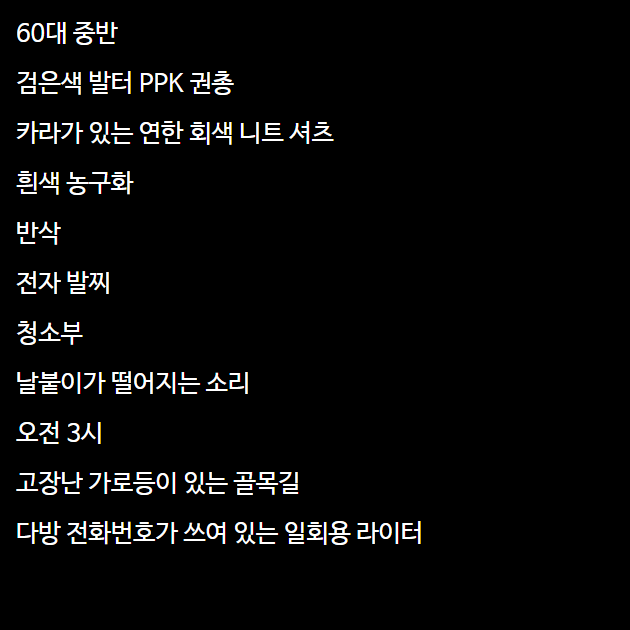 60대 중반
검은색 발터 PPK 권총
카라가 있는 연한 회색 니트 셔츠
흰색 농구화
반삭
전자 발찌
청소부
날붙이가 떨어지는 소리
오전 3시
고장난 가로등이 있는 골목길
다방 전화번호가 쓰여 있는 일회용 라이터